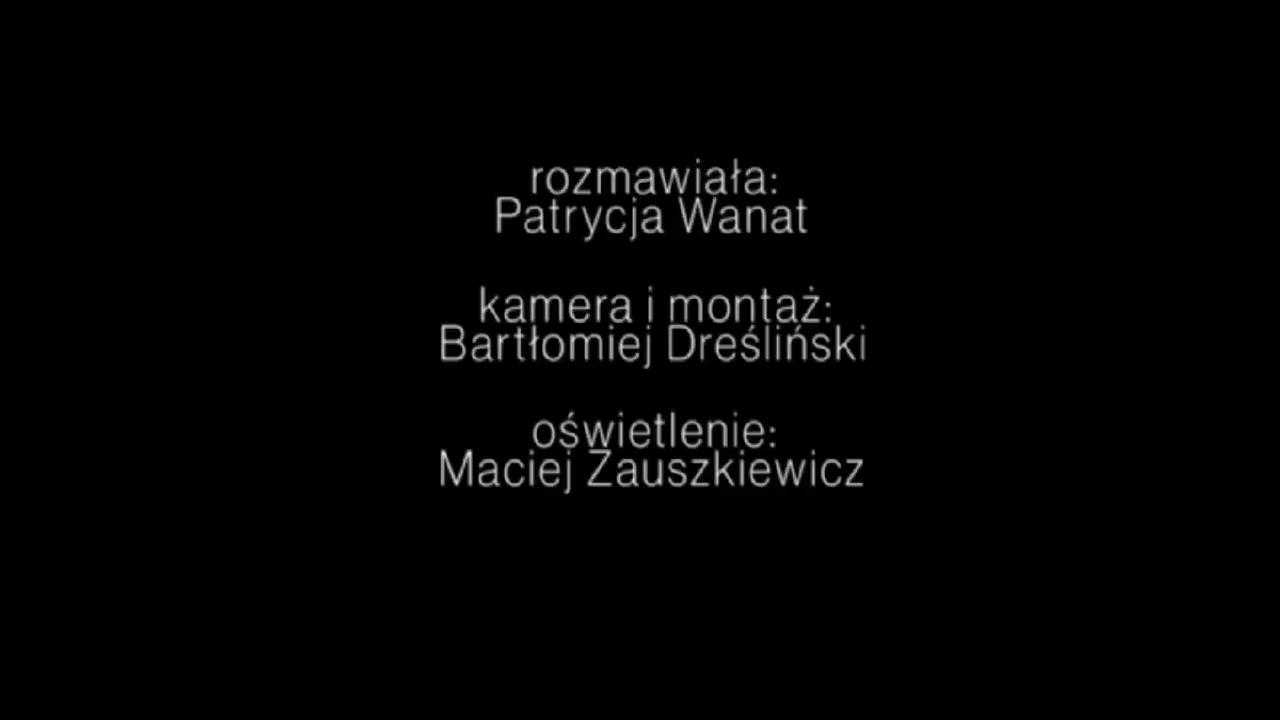 rozmawiała:
Patrycja Wanat
kamera i montaż:
Bartłomiej Dreśliński
oświetlenie:
Maciej Zauszkiewicz